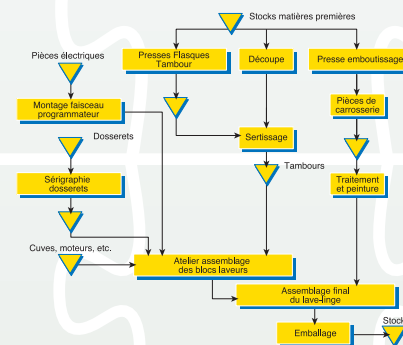 Stocks matières premières
Pièces électriques
Presses Flasques
Tambour
Découpe
Presse emboutissage
Montage faisceau
programmateur
Pièces de
carrosserie
Dosserets
Sertissage
Tambours
Sérigraphie
dosserets
Traitement
et peinture
Cuves, moteurs, etc.
Atelier assemblage
des blocs laveurs
Assemblage final
du lave-linge
Emballage
Stock